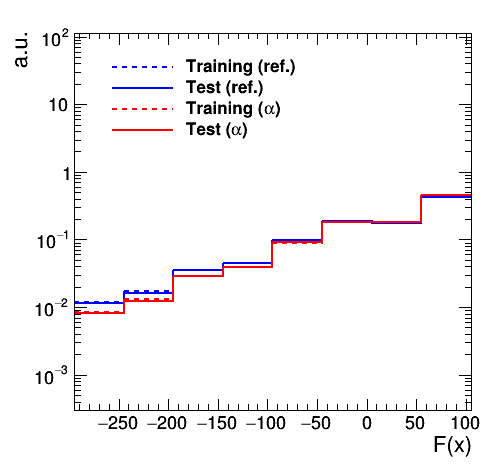 a.u.
10²
10
1
10⁻¹
10⁻²
10⁻³
Training (ref.)
Test (ref.)
Training (α)
Test (α)
−250 −200 −150 −100 −50 0 50 100
F(x)